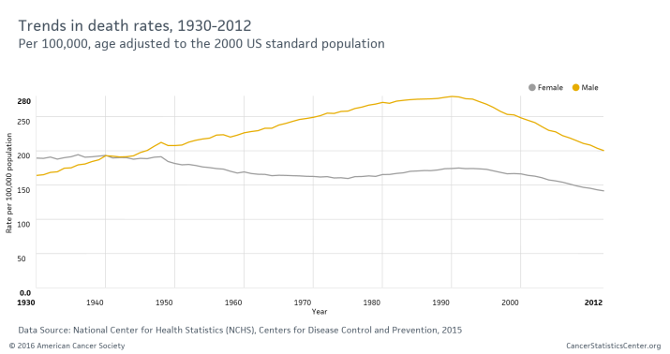 Trends in death rates, 1930-2012
Per 100,000, age adjusted to the 2000 US standard population
Female Male
Rate per 100,000 population
280
250
200
150
100
50
0.0
1930 1940 1950 1960 1970 1980 1990 2000 2012
Year
Data Source: National Center for Health Statistics (NCHS), Centers for Disease Control and Prevention, 2015
© 2016 American Cancer Society CancerStatisticsCenter.org